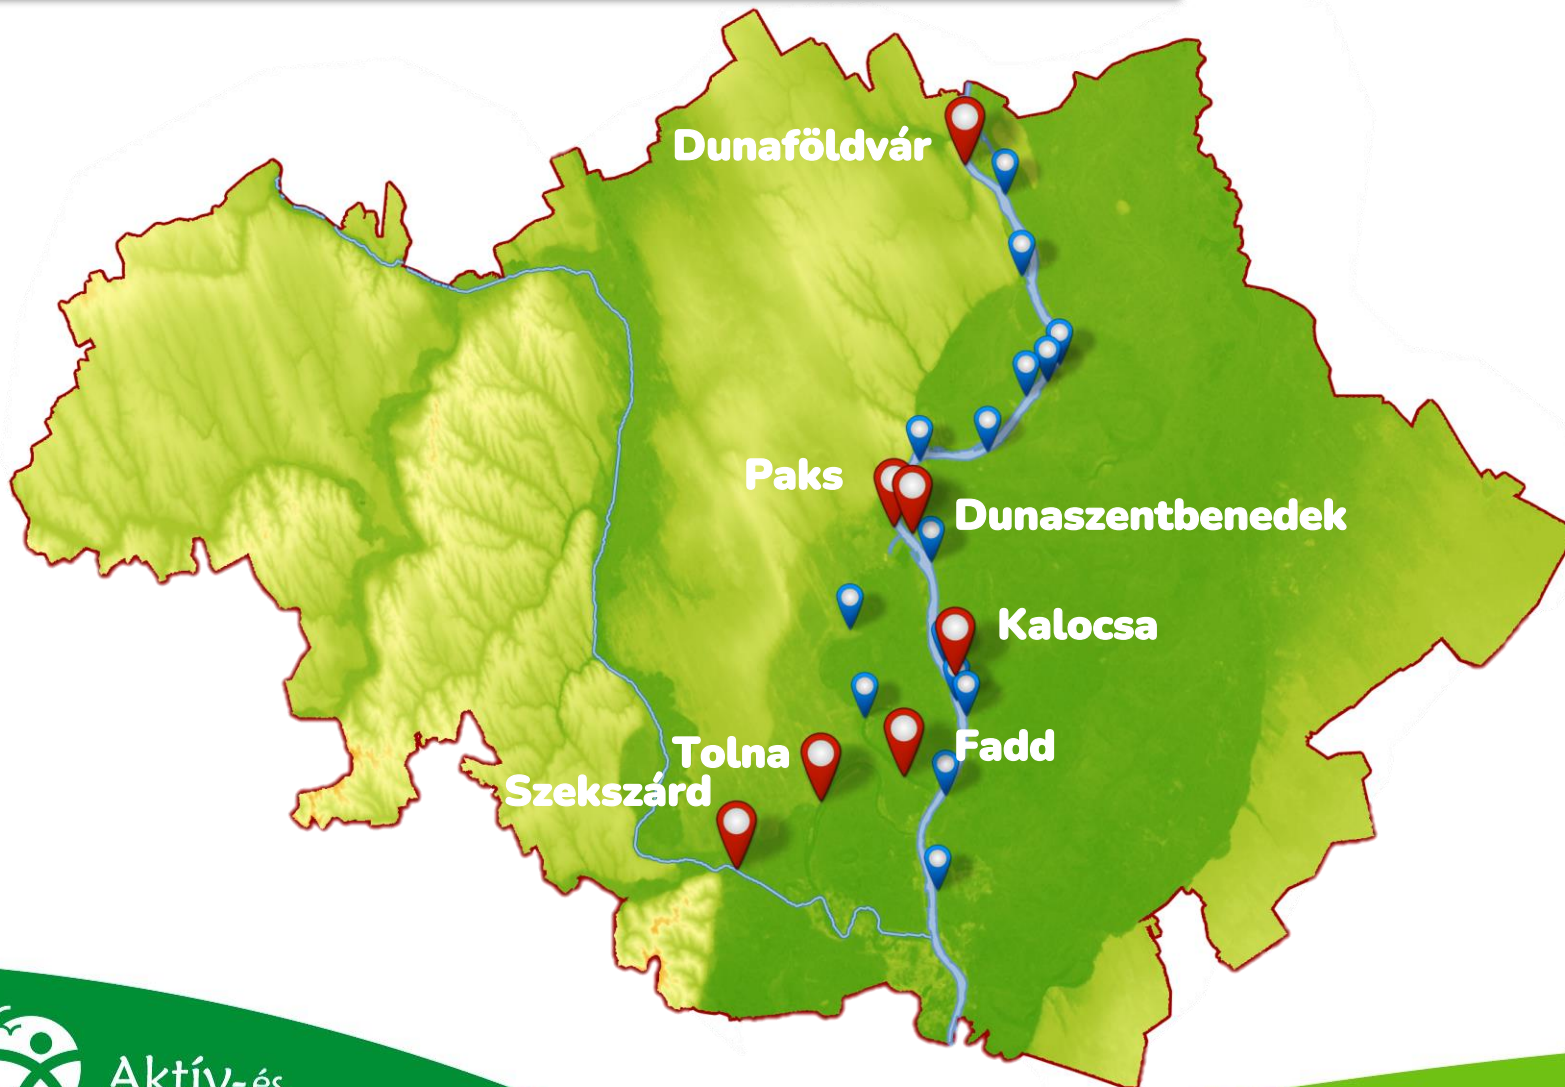 Dunaföldvár
Paks
Dunaszentbenedek
Kalocsa
Fadd
Tolna
Szekszárd
Aktív- és